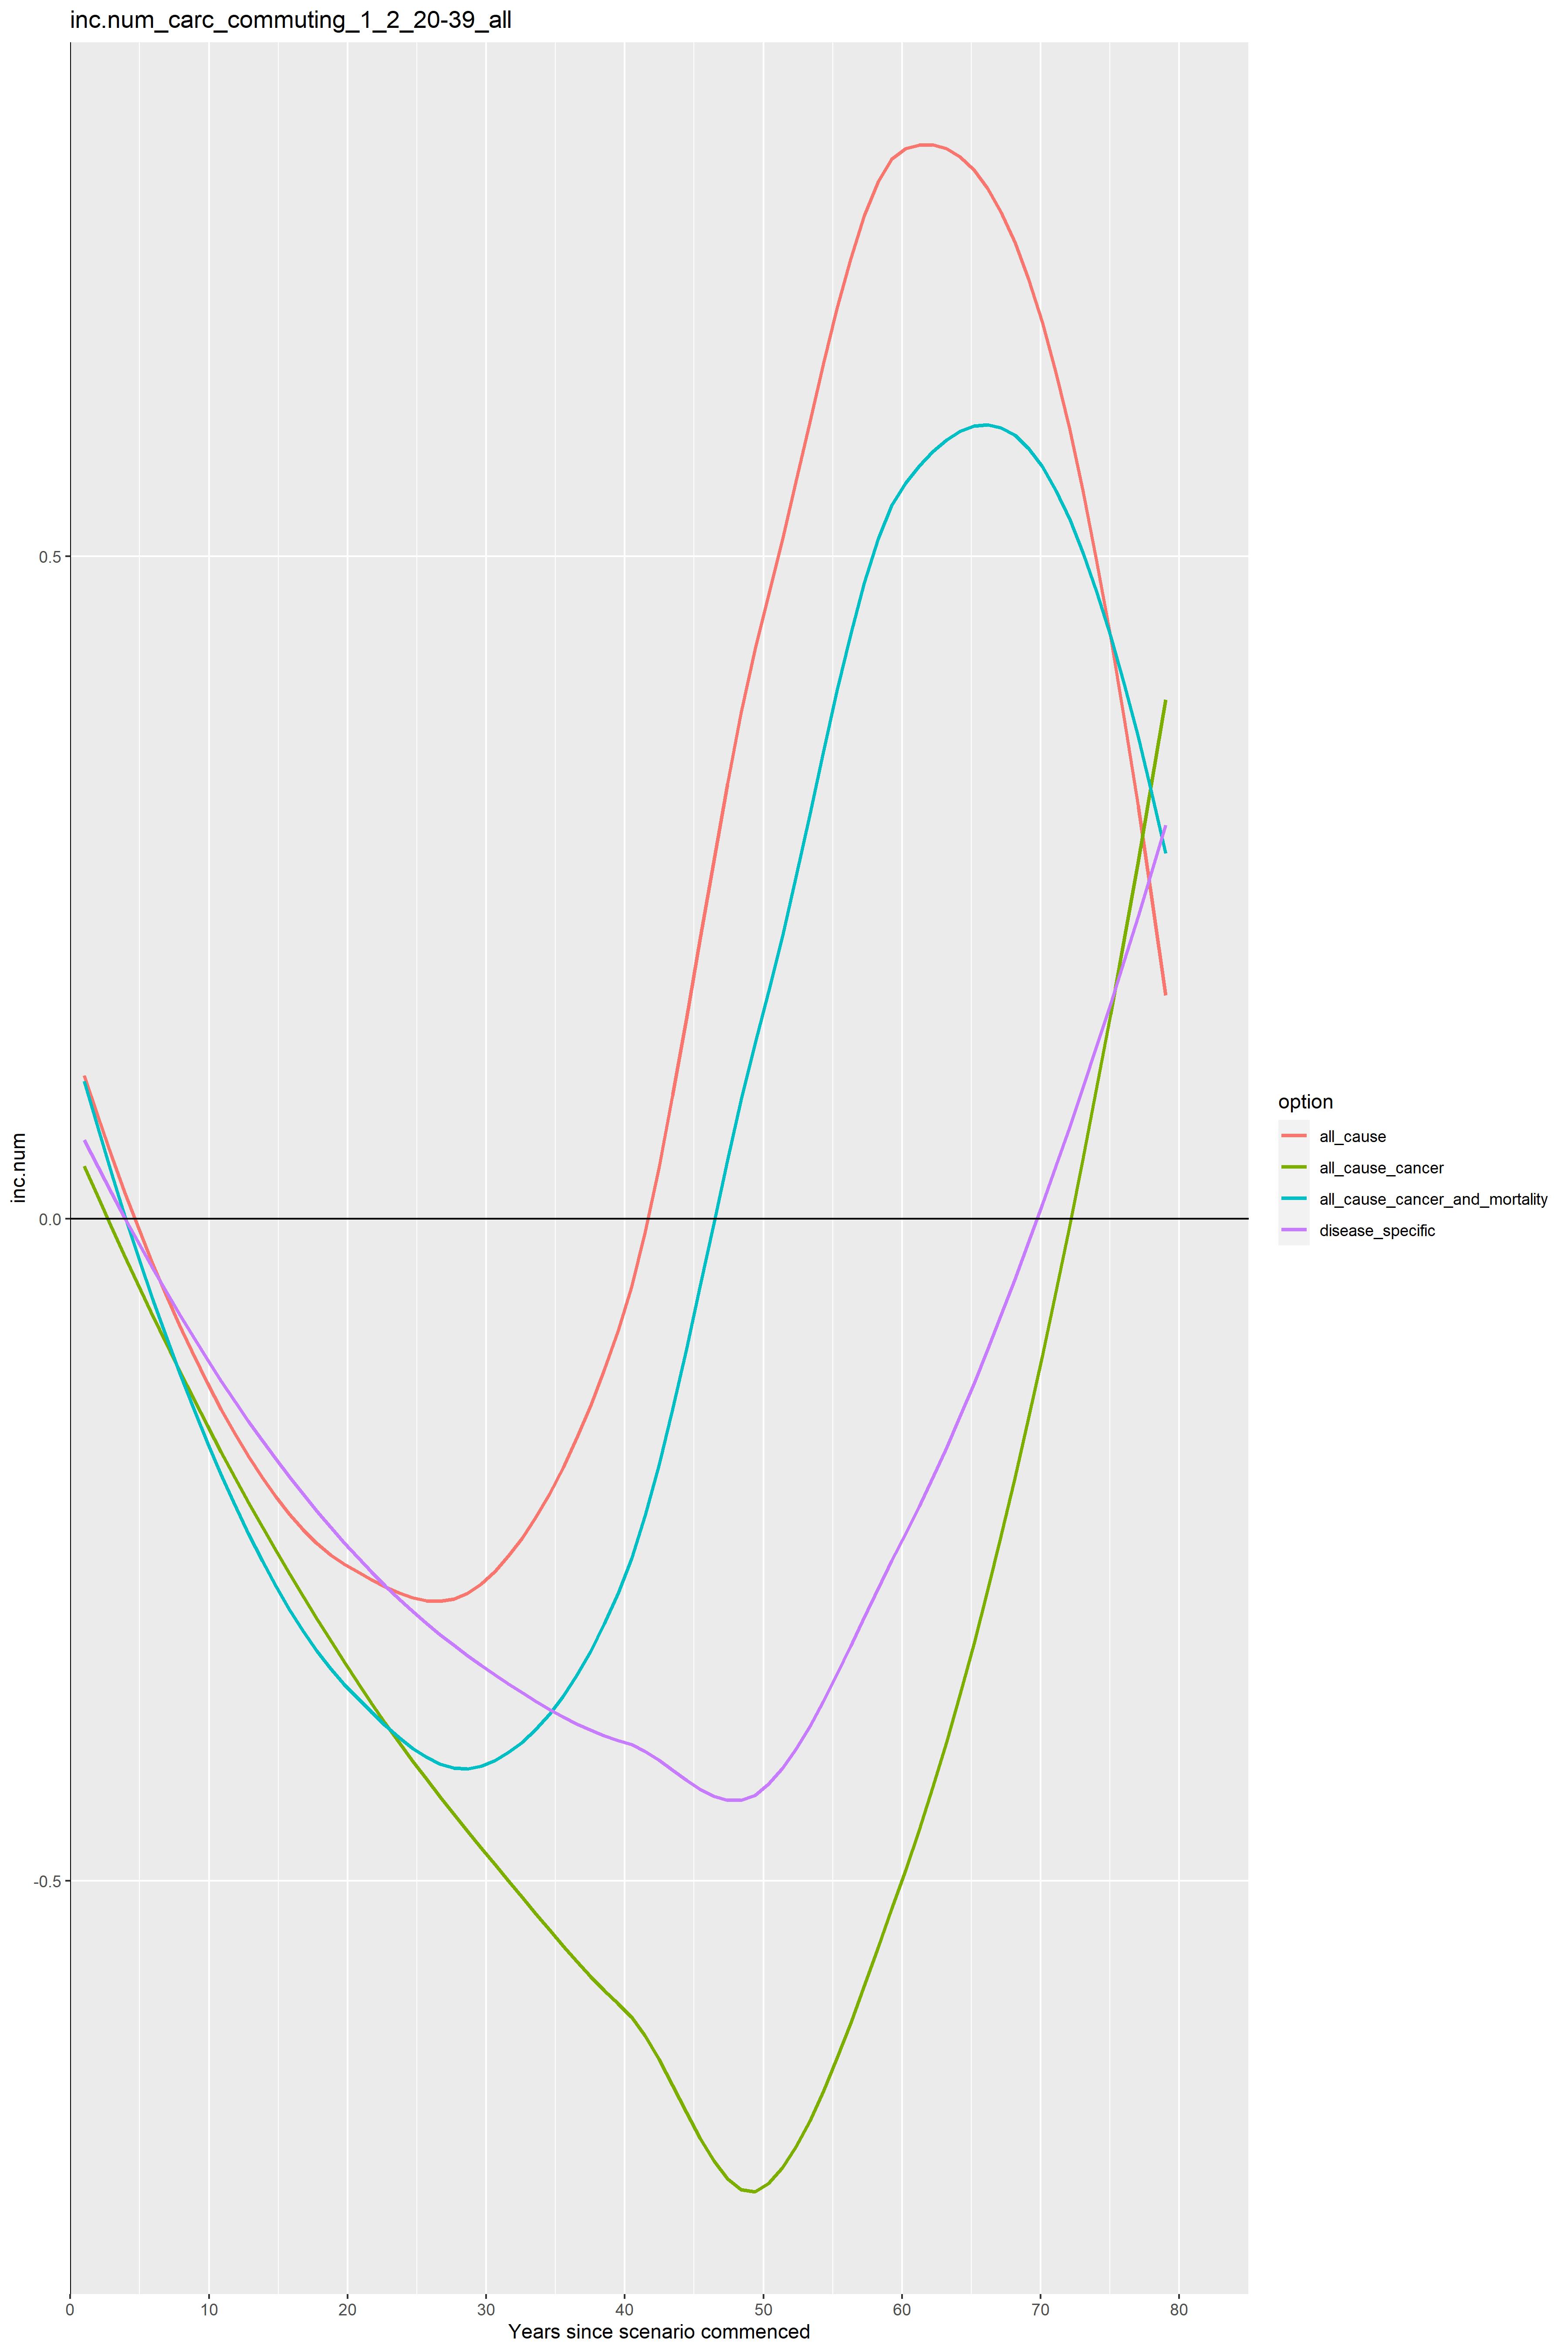 inc.num_carc_commuting_1_2_20-39_all
inc.num
0.5
0.0
-0.5
0 10 20 30 40 50 60 70 80
Years since scenario commenced
option
all_cause
all_cause_cancer
all_cause_cancer_and_mortality
disease_specific